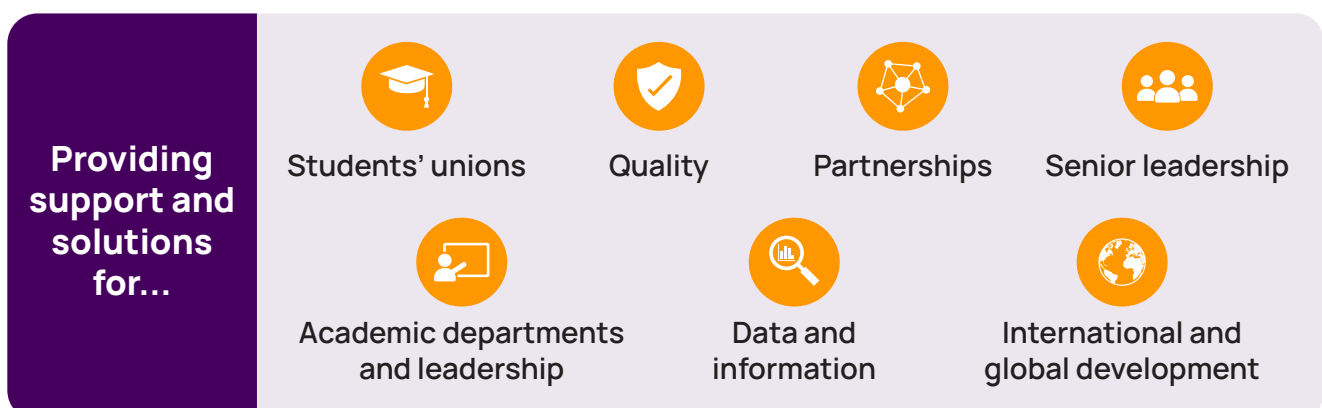 Providing
support and
solutions
for...
Students’ unions
Quality
Partnerships
Senior leadership
Academic departments
and leadership
Data and
information
International and
global development